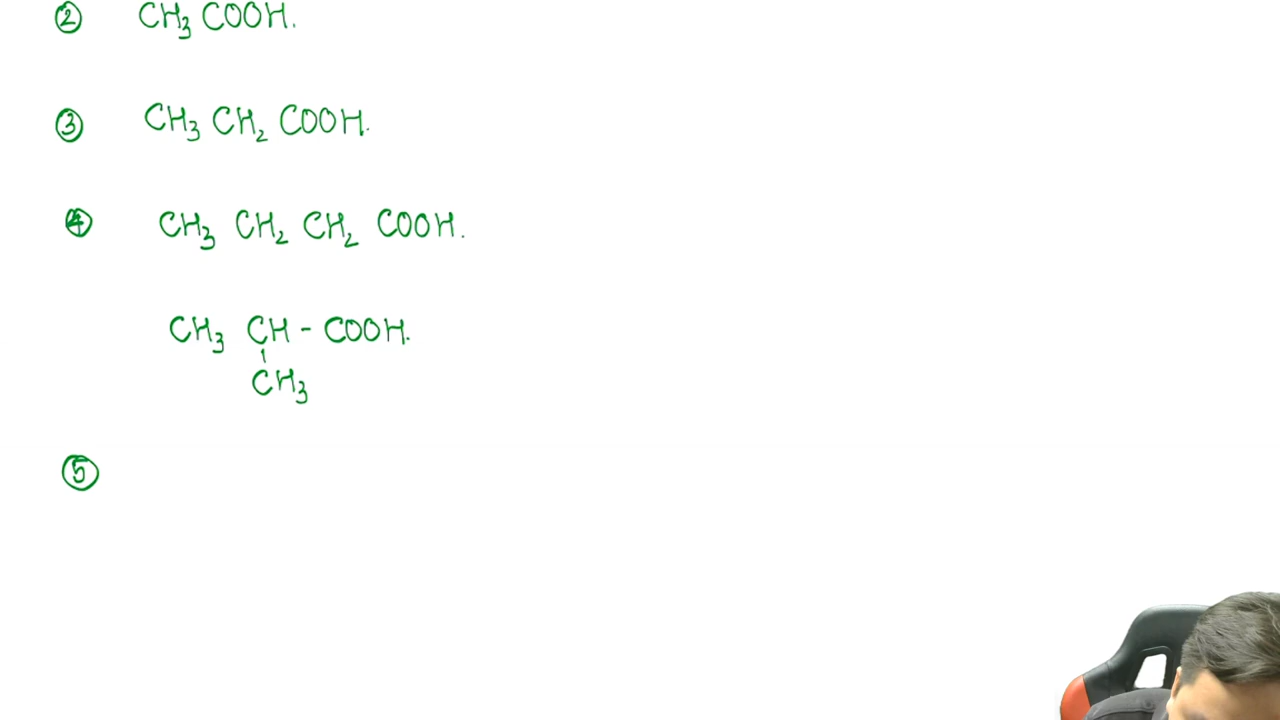 ② CH₃ COOH.
③ CH₃ CH₂ COOH.
④ CH₃ CH₂ CH₂ COOH.
CH₃ CH - COOH.
CH₃
⑤